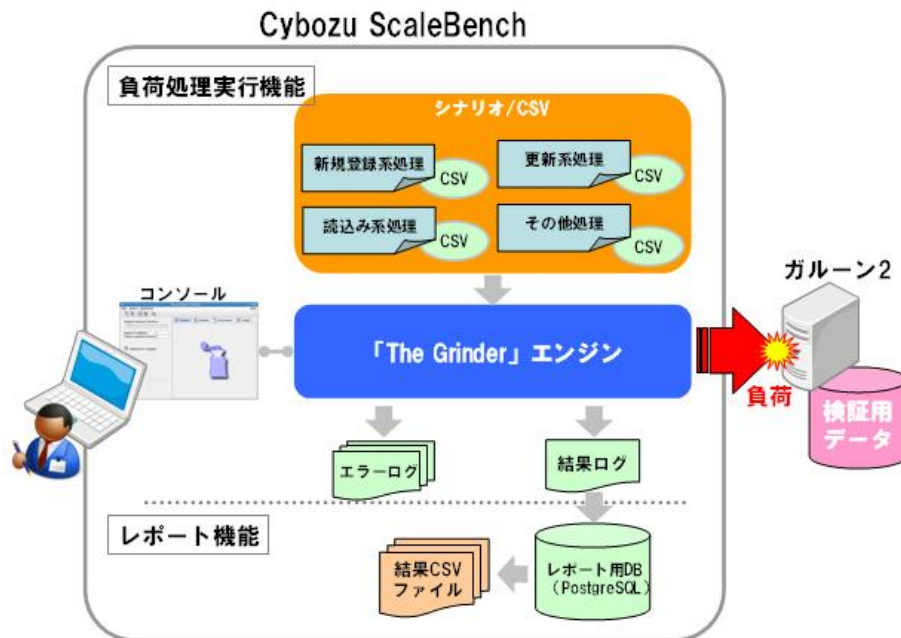 Cybozu ScaleBench
負荷処理実行機能
シナリオ/CSV
新規登録系処理
CSV
更新系処理
CSV
読込み系処理
CSV
その他処理
CSV
コンソール
「The Grinder」エンジン
ガルーン2
負荷
検証用
データ
エラーログ
結果ログ
レポート機能
結果CSV
ファイル
レポート用DB
(PostgreSQL)